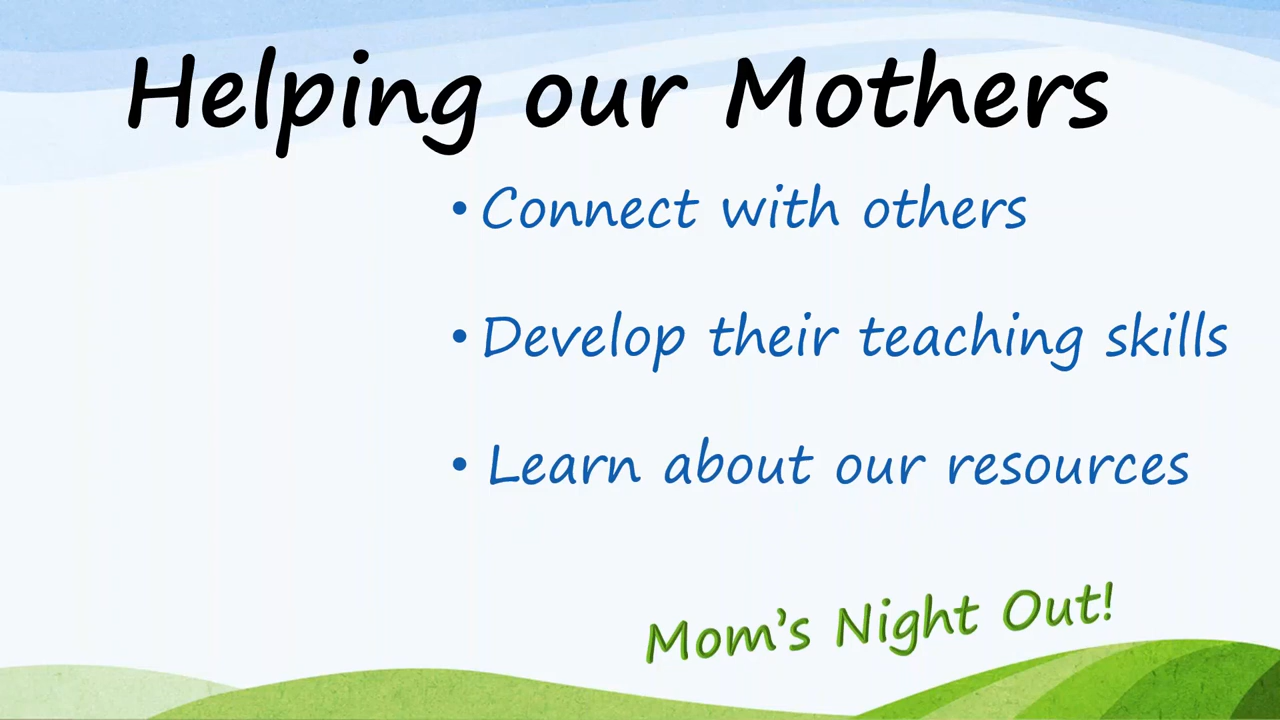 Helping our Mothers
• Connect with others
• Develop their teaching skills
• Learn about our resources
Mom's Night Out!